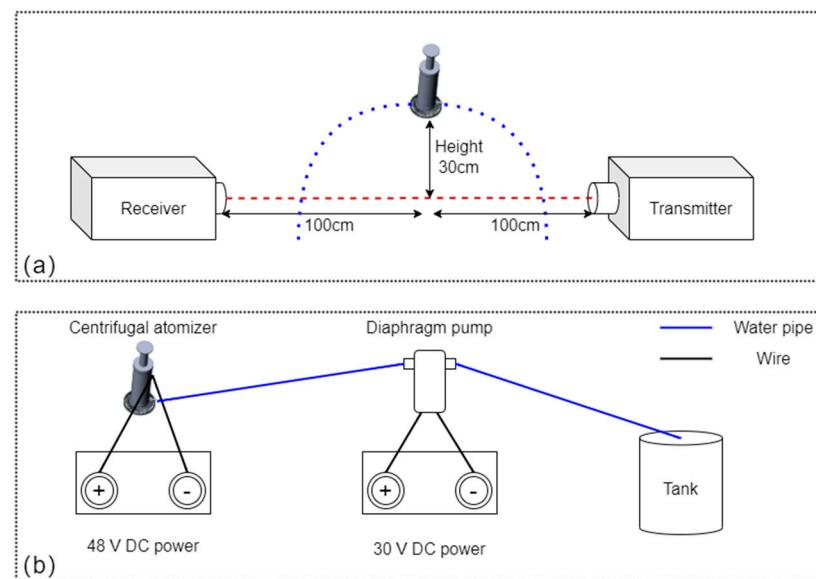 Height
30cm
Receiver
Transmitter
100cm
100cm
(a)
Centrifugal atomizer
Diaphragm pump
Water pipe
Wire
+
-
+
-
Tank
48 V DC power
30 V DC power
(b)